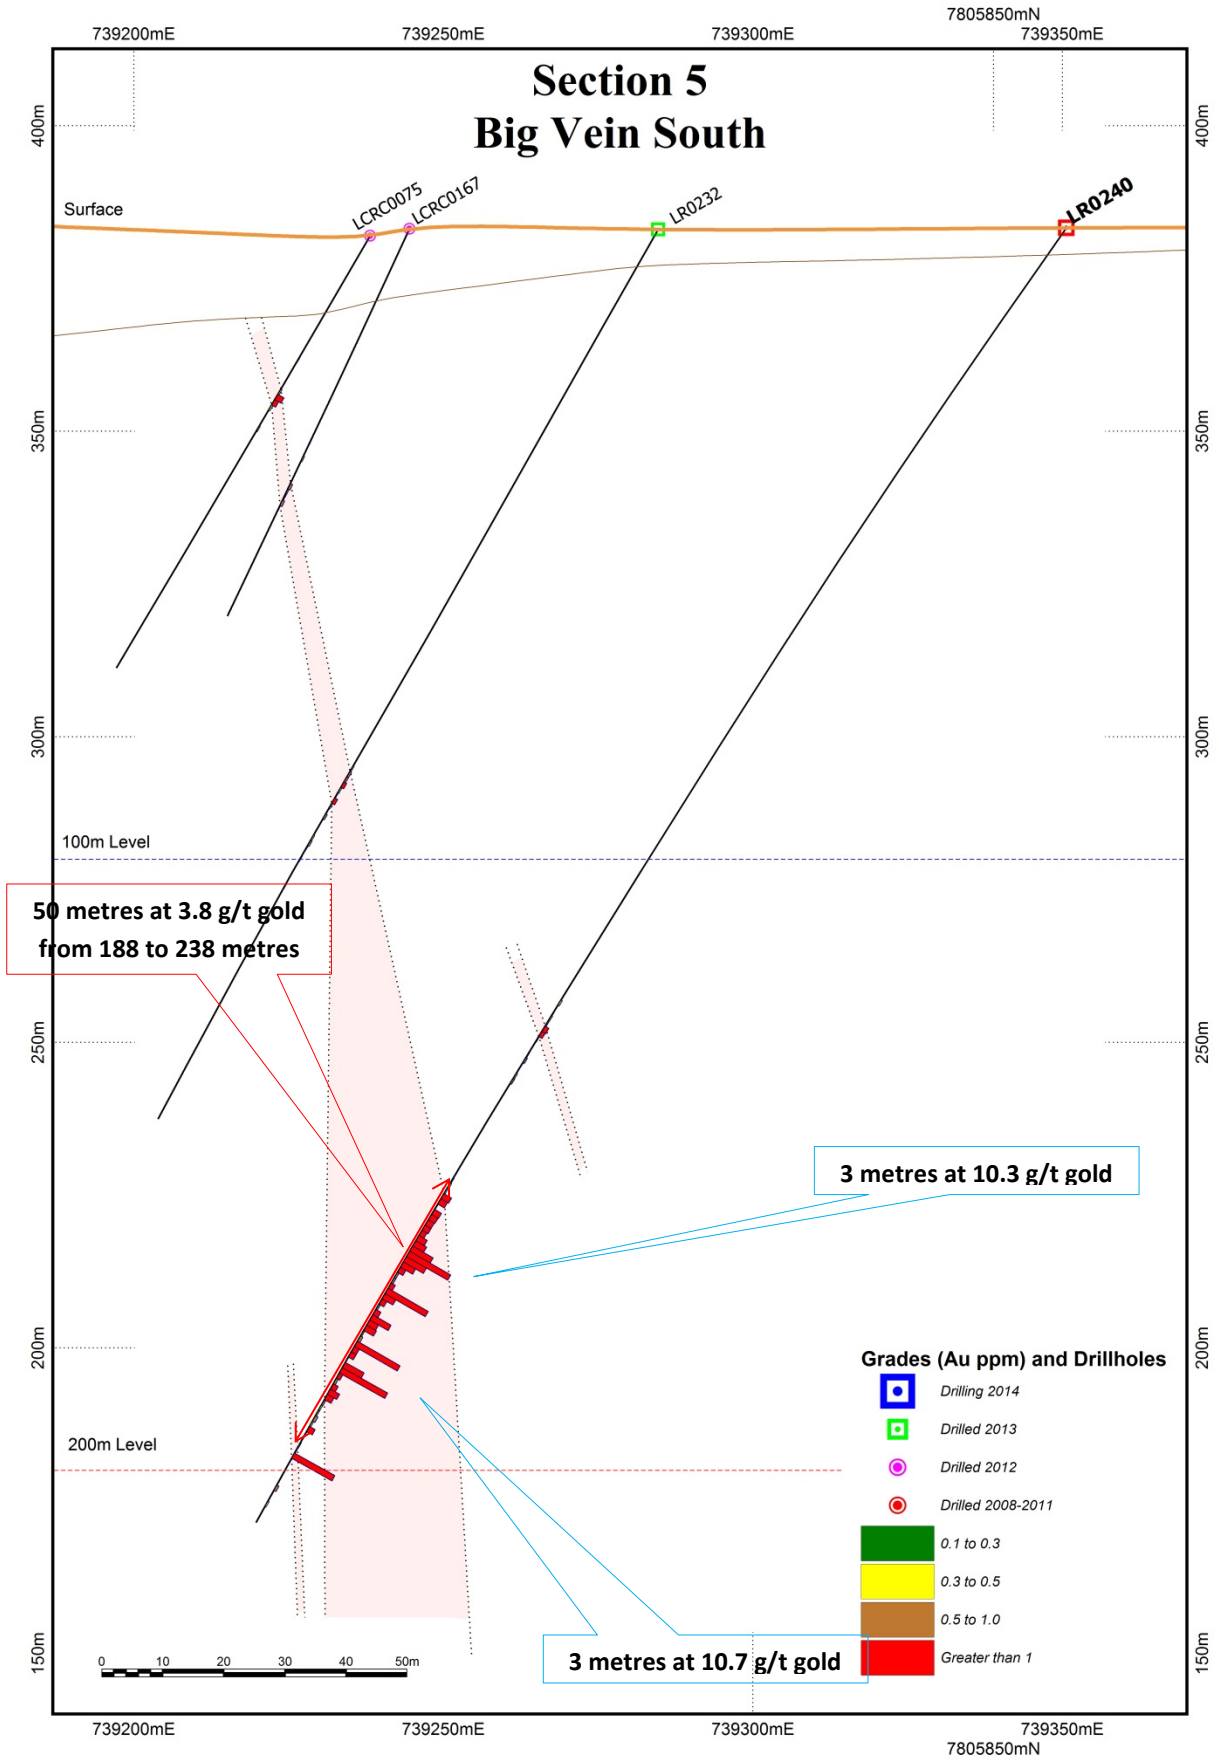 7805850mN
739200mE 739250mE 739300mE 739350mE
Section 5
Big Vein South
400m 400m
LCRC0075 LCRC0167 LR0232 LR0240
Surface
350m 350m
300m 300m
100m Level
50 metres at 3.8 g/t gold
from 188 to 238 metres
250m 250m
3 metres at 10.3 g/t gold
200m 200m
Grades (Au ppm) and Drillholes
Drilling 2014
Drilled 2013
200m Level
Drilled 2012
Drilled 2008-2011
0.1 to 0.3
0.3 to 0.5
0.5 to 1.0
Greater than 1
150m 150m
3 metres at 10.7 g/t gold
0 10 20 30 40 50m
739200mE 739250mE 739300mE 739350mE
7805850mN